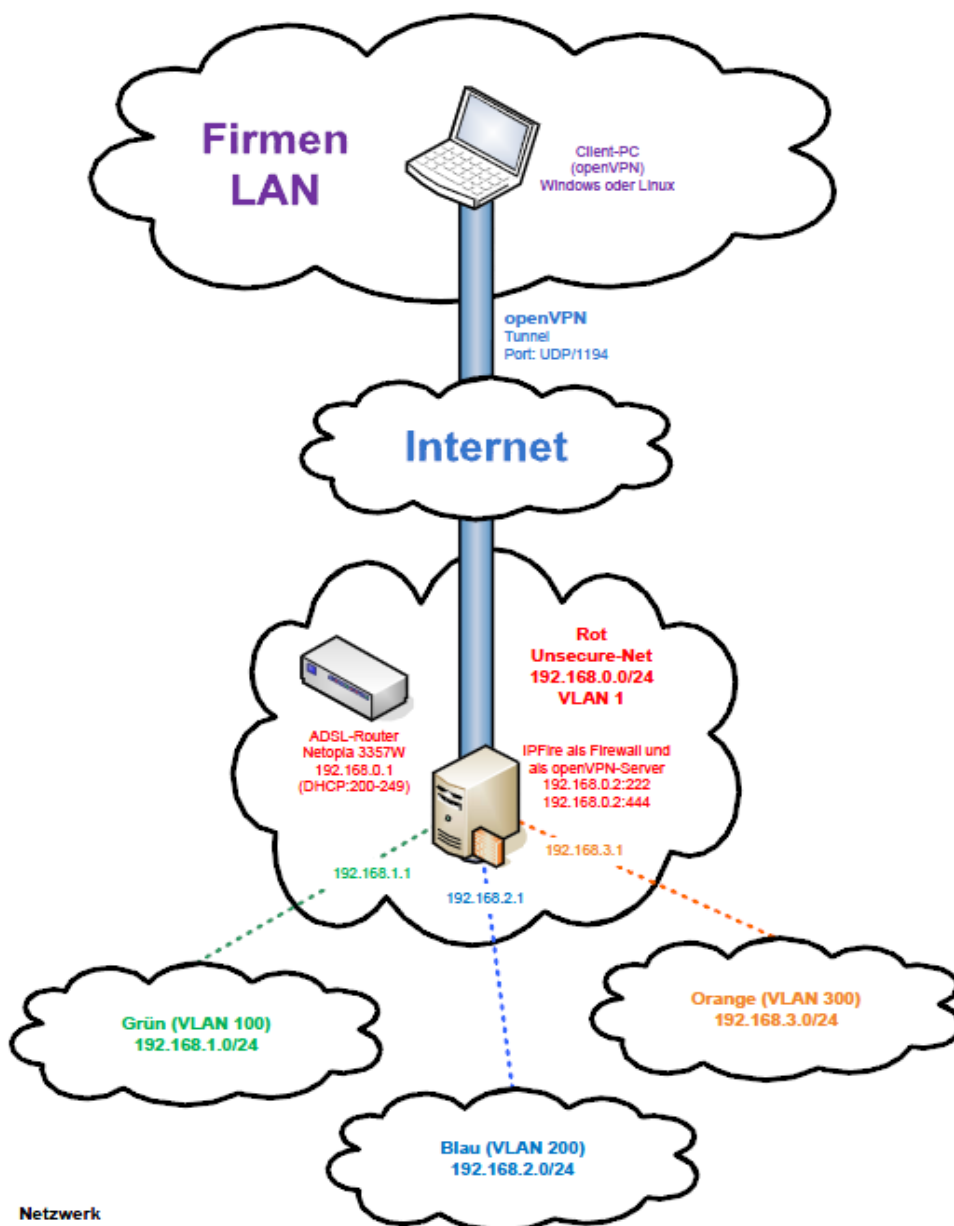 Firmen
LAN
Client-PC
(openVPN)
Windows oder Linux
openVPN
Tunnel
Port: UDP/1194
Internet
Rot
Unsecure-Net
192.168.0.0/24
VLAN 1
ADSL-Router
Netopia 3357W
192.168.0.1
(DHCP:200-249)
IPFire als Firewall und
als openVPN-Server
192.168.0.2:222
192.168.0.2:444
192.168.1.1
192.168.2.1
192.168.3.1
Grün (VLAN 100)
192.168.1.0/24
Orange (VLAN 300)
192.168.3.0/24
Blau (VLAN 200)
192.168.2.0/24
Netzwerk